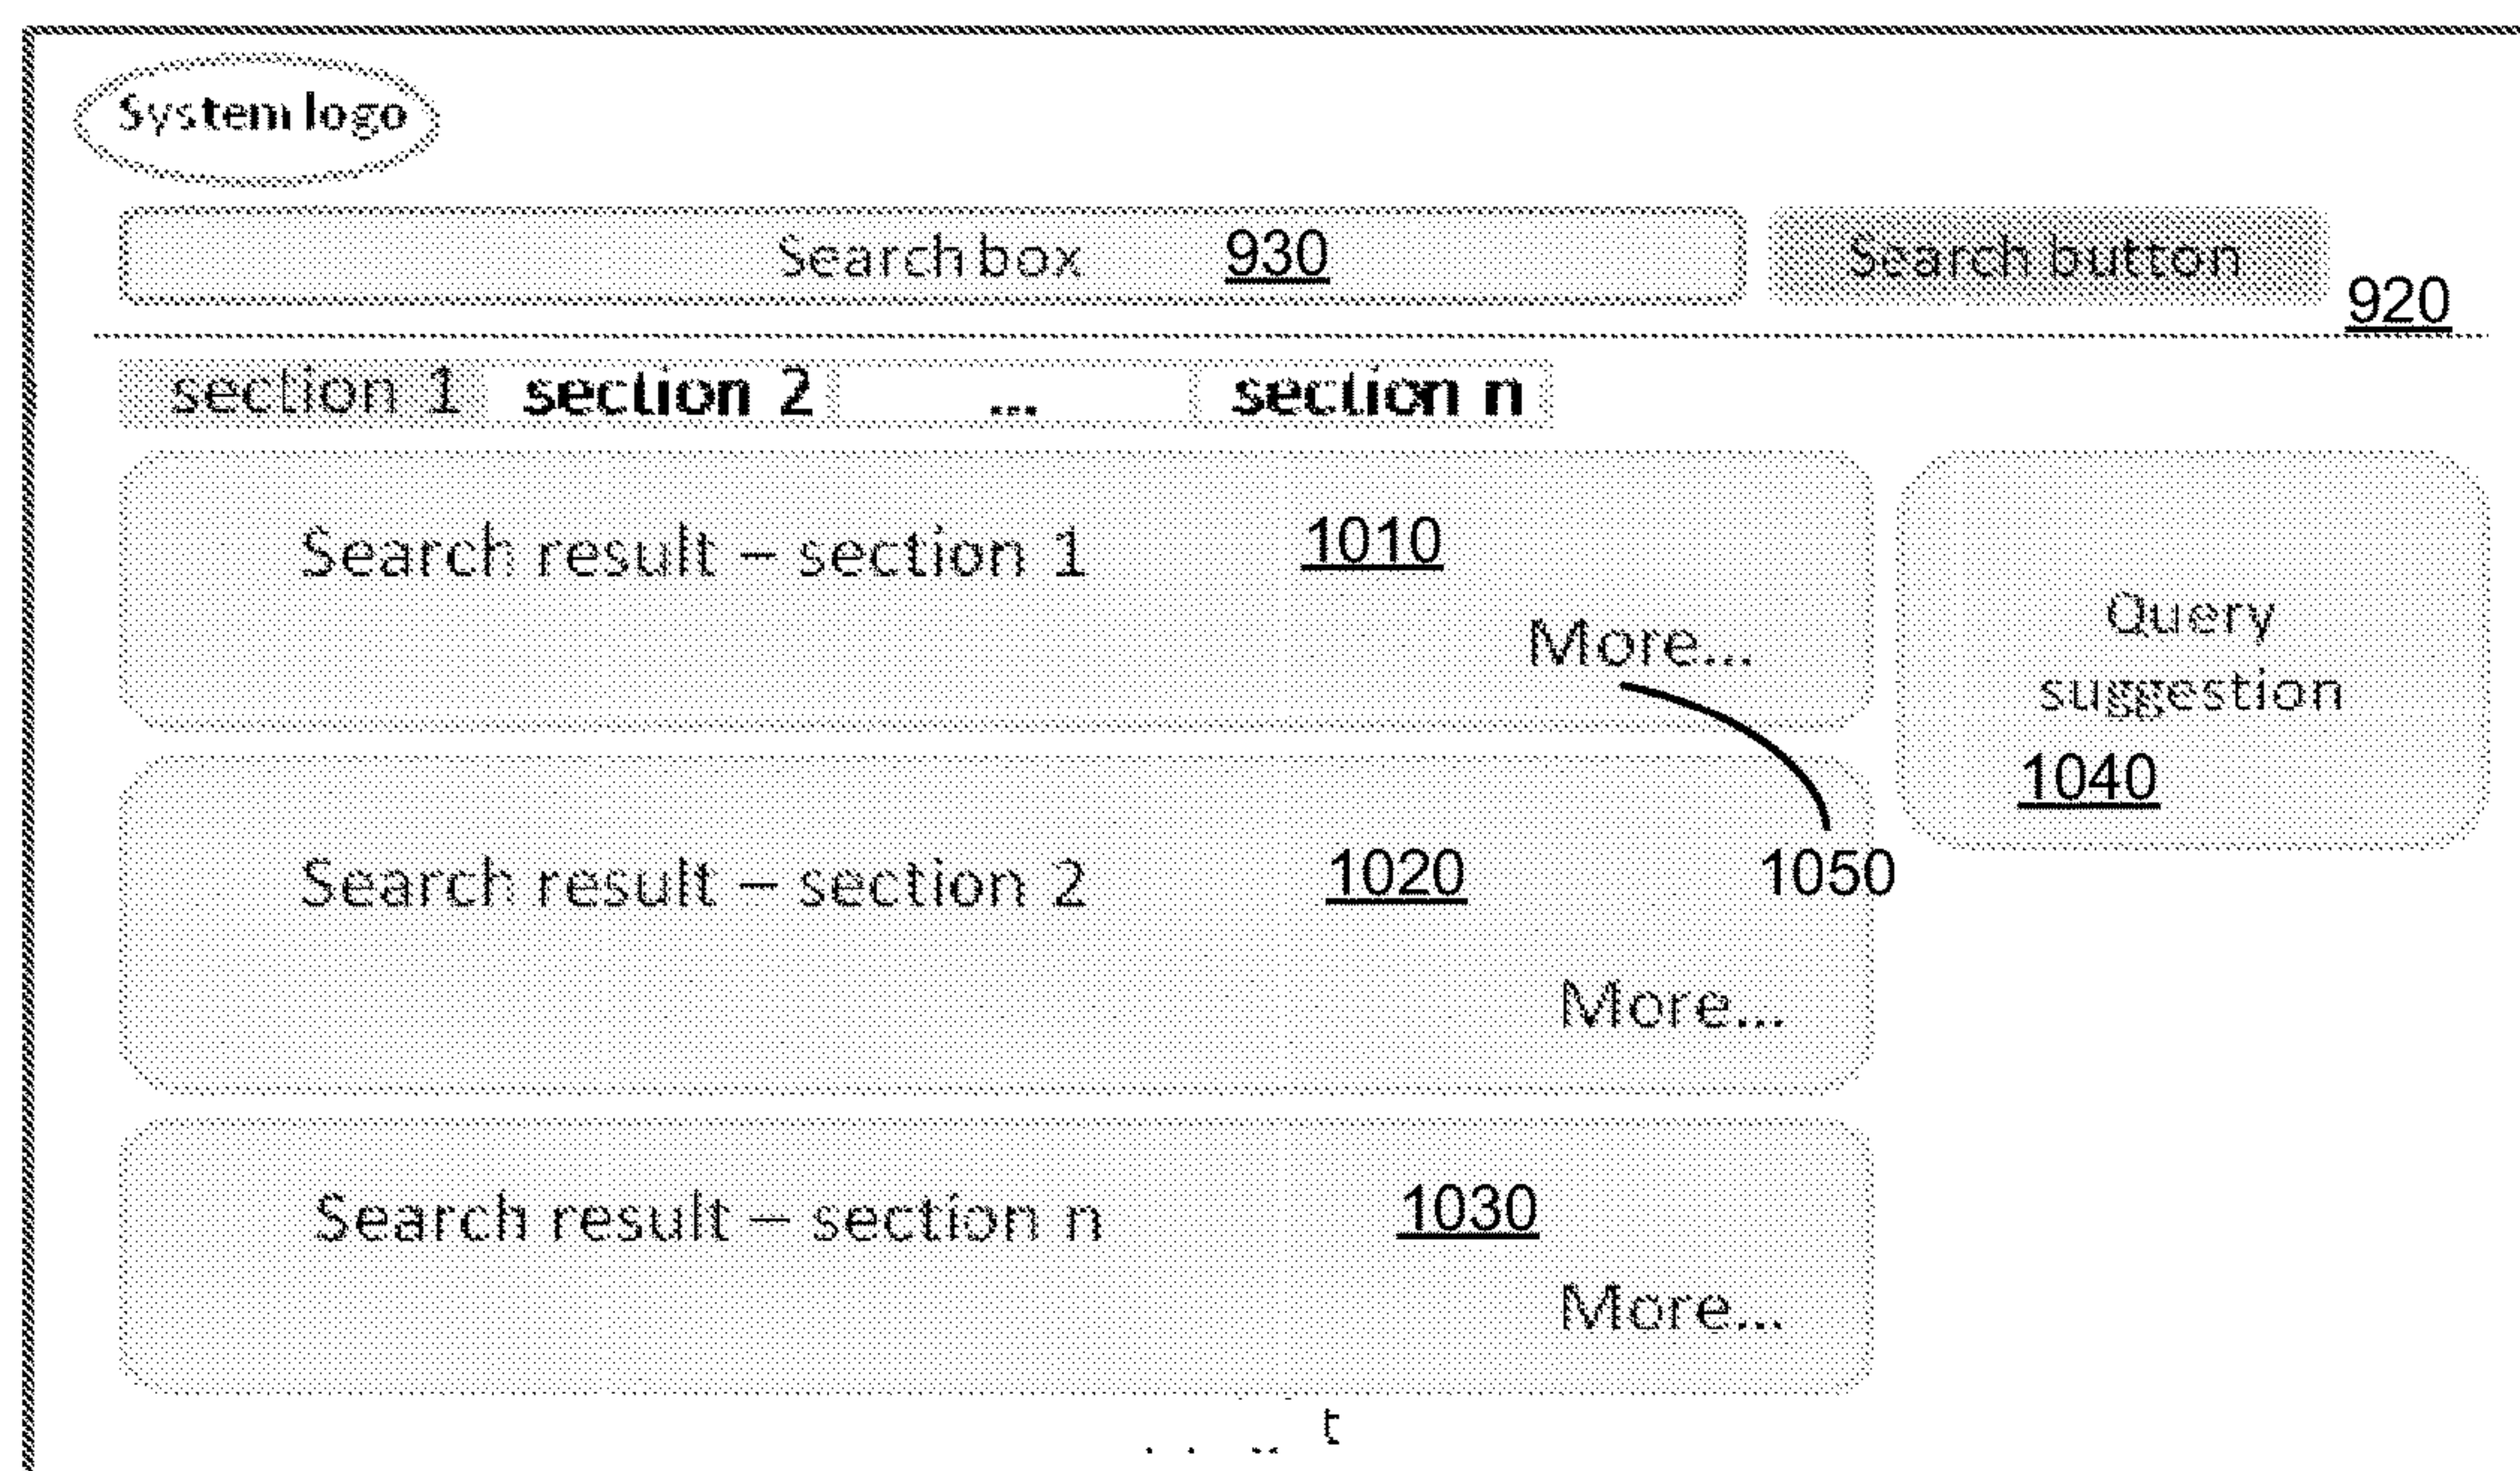 System logo
Search box 930 Search button
920
section 1 section 2 ... section n
Search result – section 1 1010
More...
Query
suggestion
1040
Search result – section 2 1020 1050
More...
Search result – section n 1030
More...